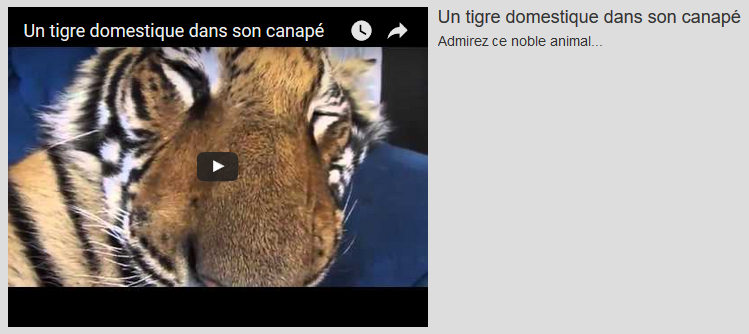 Un tigre domestique dans son canapé
Un tigre domestique dans son canapé
Admirez ce noble animal...